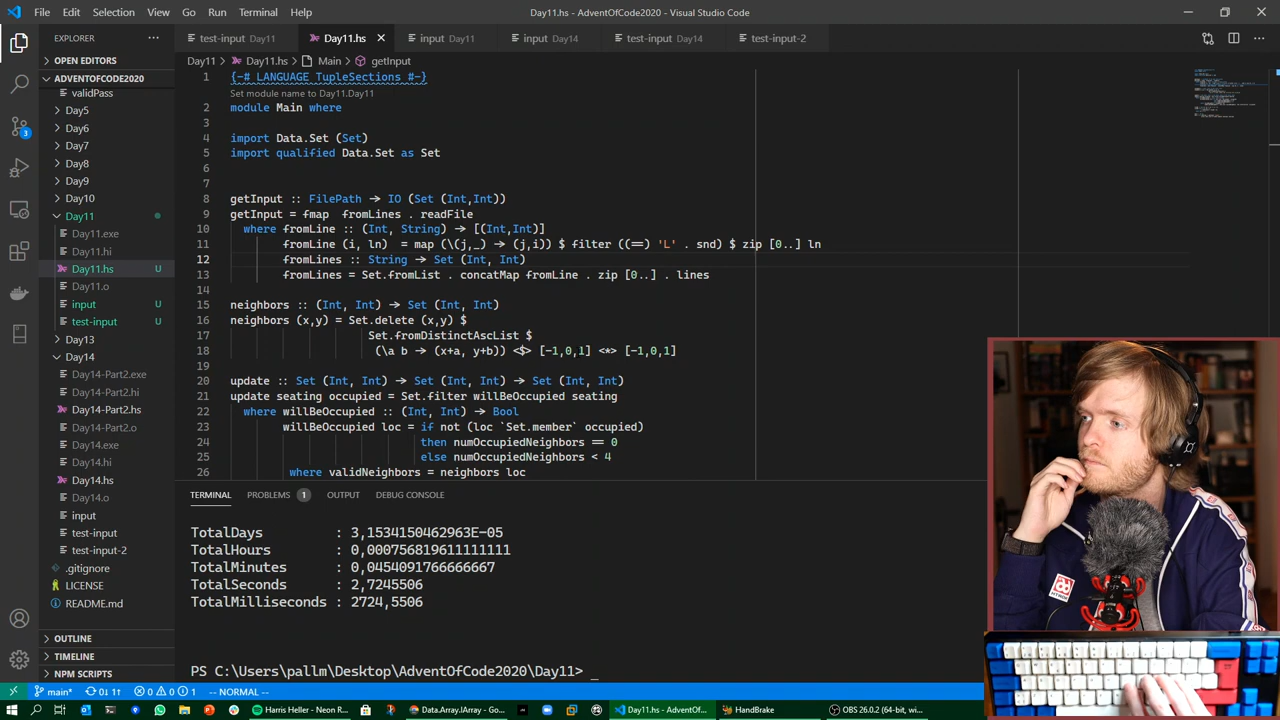 File Edit Selection View Go Run Terminal Help
Day11.hs - AdventOfCode2020 - Visual Studio Code
EXPLORER
test-input Day11
Day11.hs
input Day11
input Day14
test-input Day14
test-input-2
Day11 > Day11.hs > Main > getInput
OPEN EDITORS
ADVENTOFCODE2020
validPass
Day5
Day6
Day7
Day8
Day9
Day10
Day11
Day11.exe
Day11.hi
Day11.hs U
Day11.o
input U
test-input U
Day13
Day14
Day14-Part2.exe
Day14-Part2.hi
Day14-Part2.hs
Day14-Part2.o
Day14.exe
Day14.hi
Day14.hs
Day14.o
input
test-input
test-input-2
.gitignore
LICENSE
README.md
OUTLINE
TIMELINE
NPM SCRIPTS
3
1 {-# LANGUAGE TupleSections #-}
Set module name to Day11.Day11
2 module Main where
3
4 import Data.Set (Set)
5 import qualified Data.Set as Set
6
7
8 getInput :: FilePath → IO (Set (Int,Int))
9 getInput = fmap fromLines . readFile
10 where fromLine :: (Int, String) → [(Int,Int)]
11 fromLine (i, ln) = map (\(j,_) → (j,i)) $ filter ((==) 'L' . snd) $ zip [0..] ln
12 fromLines :: String → Set (Int, Int)
13 fromLines = Set.fromList . concatMap fromLine . zip [0..] . lines
14
15 neighbors :: (Int, Int) → Set (Int, Int)
16 neighbors (x,y) = Set.delete (x,y) $
17 Set.fromDistinctAscList $
18 (\a b → (x+a, y+b)) <$> [-1,0,1] <*> [-1,0,1]
19
20 update :: Set (Int, Int) → Set (Int, Int) → Set (Int, Int)
21 update seating occupied = Set.filter willBeOccupied seating
22 where willBeOccupied :: (Int, Int) → Bool
23 willBeOccupied loc = if not (loc `Set.member` occupied)
24 then numOccupiedNeighbors == 0
25 else numOccupiedNeighbors < 4
26 where validNeighbors = neighbors loc
TERMINAL PROBLEMS 1 OUTPUT DEBUG CONSOLE
TotalDays : 3,1534150462963E-05
TotalHours : 0,000756819611111111
TotalMinutes : 0,0454091766666667
TotalSeconds : 2,7245506
TotalMilliseconds : 2724,5506
PS C:\Users\pallm\Desktop\AdventOfCode2020\Day11> _
main* 0↓ 1↑ 0 0 1 -- NORMAL --
Harris Heller - Neon R...
Data.Array.IArray - Go...
Day11.hs - AdventOf...
HandBrake
OBS 26.0.2 (64-bit, wi...